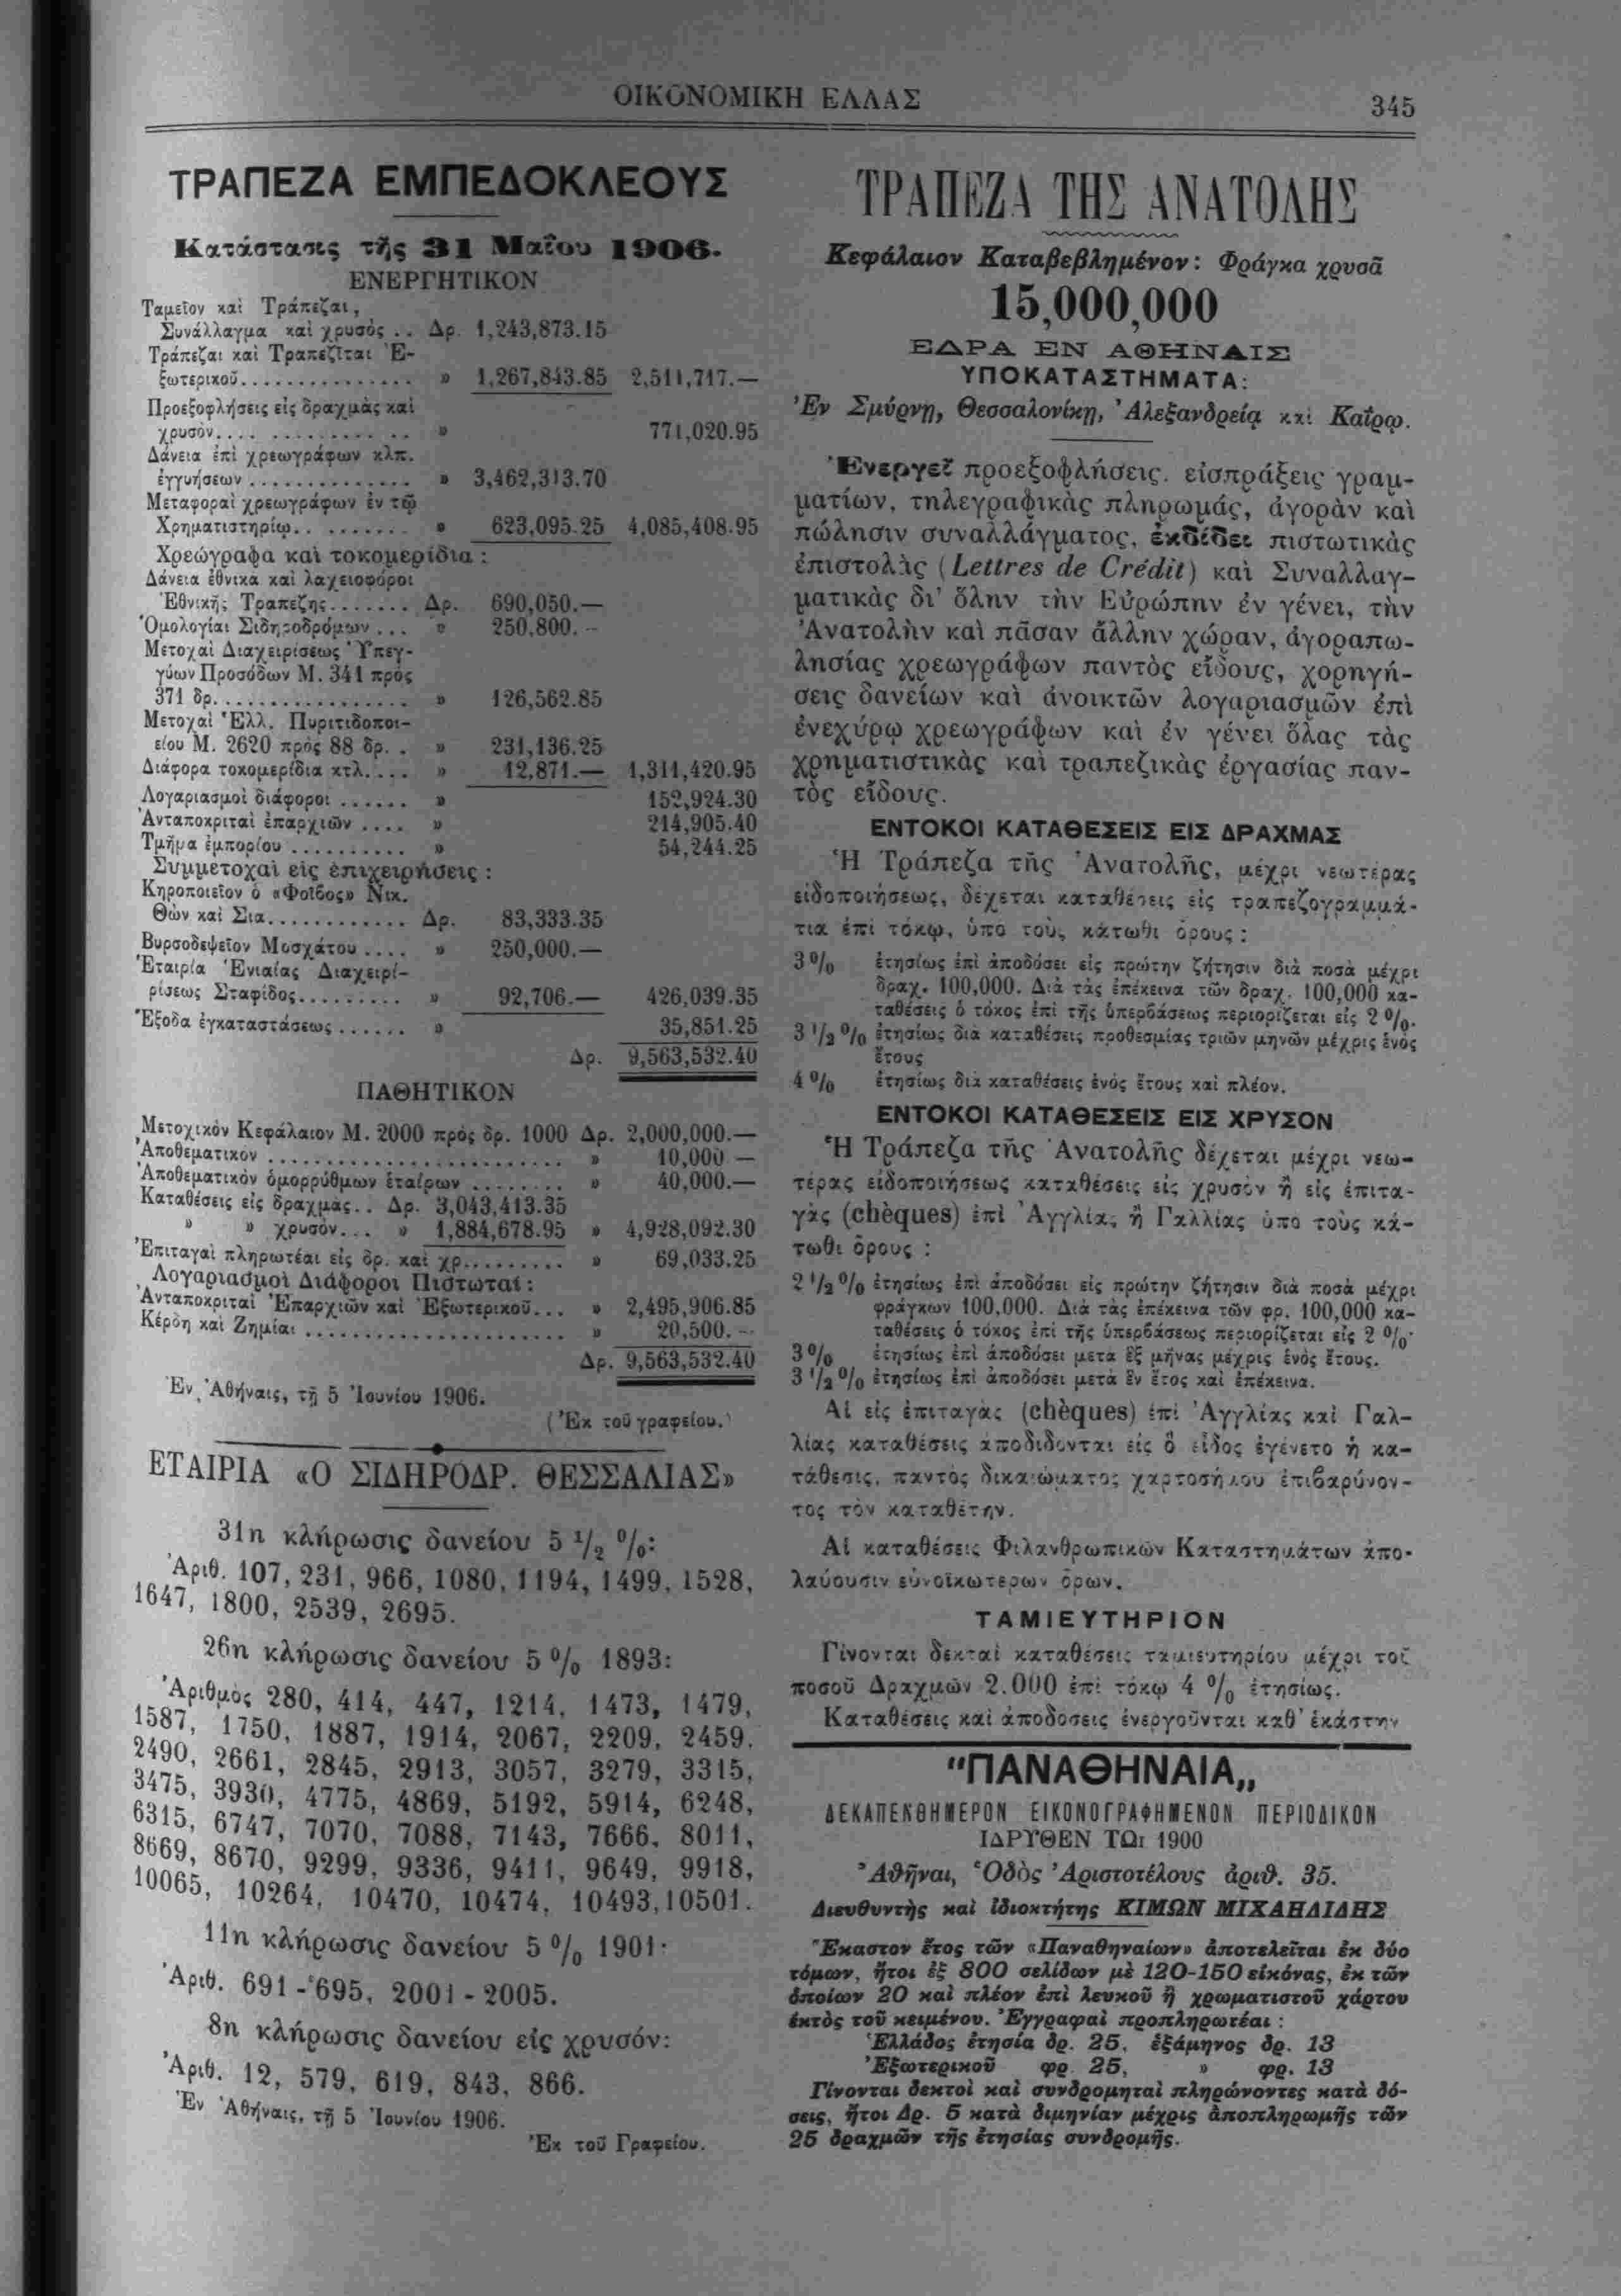 ΟΙΚΟΝΟΜΙΚΗ ΕΛΛΑΣ
345
ΤΡΑΠΕΖΑ ΕΜΠΕΔΟΚΛΕΟΥΣ
Κατάστασις τῆς 31 Μαΐου 1906.
ΕΝΕΡΓΗΤΙΚΟΝ
Ταμεῖον καὶ Τράπεζαι,
Συνάλλαγμα καὶ χρυσός .. Δρ. 1,243,873.15
Τράπεζαι καὶ Τραπεζῖται Ἐ-
ξωτερικοῦ............... » 1,267,843.85 2,511,717.—
Προεξοφλήσεις εἰς δραχμὰς καὶ
χρυσὸν.... ........... » 771,020.95
Δάνεια ἐπὶ χρεωγράφων κλπ.
ἐγγυήσεων .............. » 3,462,313.70
Μεταφοραὶ χρεωγράφων ἐν τῷ
Χρηματιστηρίῳ.. ........ » 623,095.25 4,085,408.95
Χρεώγραφα καὶ τοκομερίδια :
Δάνεια ἐθνικὰ καὶ λαχειοφόροι
Ἐθνικῆς Τραπεζης....... Δρ. 690,050.—
Ὁμολογίαι Σιδηροδρόμων ... » 250,800.—
Μετοχαὶ Διαχειρίσεως Ὑπεγ-
γύων Προσόδων Μ. 341 πρὸς
371 δρ................. » 126,562.85
Μετοχαὶ Ἑλλ. Πυριτιδοποι-
είου Μ. 2620 πρὸς 88 δρ. . » 231,136.25
Διάφορα τοκομερίδια κτλ.... » 12,871.— 1,311,420.95
Λογαριασμοὶ διάφοροι ...... » 152,924.30
Ἀνταποκριταὶ ἐπαρχιῶν .... » 214,905.40
Τμῆμα ἐμπορίου .......... » 54,244.25
Συμμετοχαὶ εἰς ἐπιχειρήσεις :
Κηροποιεῖον ὁ «Φοῖβος» Νικ.
Θὼν καὶ Σια............. Δρ. 83,333.35
Βυρσοδεψεῖον Μοσχάτου .... » 250,000.—
Ἑταιρία Ἑνιαίας Διαχειρί-
ρίσεως Σταφίδος......... » 92,706.— 426,039.35
Ἔξοδα ἐγκαταστάσεως ...... » 35,851.25
Δρ. 9,563,532.40
ΠΑΘΗΤΙΚΟΝ
Μετοχικὸν Κεφάλαιον Μ. 2000 πρὸς δρ. 1000 Δρ. 2,000,000.—
Ἀποθεματικὸν .......................... » 10,000 —
Ἀποθεματικὸν ὁμορρύθμων ἑταίρων ........ » 40,000.—
Καταθέσεις εἰς δραχμὰς.. Δρ. 3,043,413.35
» » χρυσὸν... » 1,884,678.95 » 4,928,092.30
Ἐπιταγαὶ πληρωτέαι εἰς δρ. καὶ χρ.......... » 69,033.25
Λογαριασμοὶ Διάφοροι Πιστωταί :
Ἀνταποκριταὶ Ἐπαρχιῶν καὶ Ἐξωτερικοῦ... » 2,495,906.85
Κέρδη καὶ Ζημίαι ....................... » 20,500.—
Δρ. 9,563,532.40
Ἐν Ἀθήναις, τῇ 5 Ἰουνίου 1906.
(Ἐκ τοῦ γραφείου.)
ΕΤΑΙΡΙΑ «Ο ΣΙΔΗΡΟΔΡ. ΘΕΣΣΑΛΙΑΣ»
31η κλήρωσις δανείου 5 ½ %:
Ἀριθ. 107, 231, 966, 1080, 1194, 1499, 1528,
1647, 1800, 2539, 2695.
26η κλήρωσις δανείου 5 % 1893:
Ἀριθμὸς 280, 414, 447, 1214, 1473, 1479,
1587, 1750, 1887, 1914, 2067, 2209, 2459,
2490, 2661, 2845, 2913, 3057, 3279, 3315,
3475, 3930, 4775, 4869, 5192, 5914, 6248,
6315, 6747, 7070, 7088, 7143, 7666, 8011,
8669, 8670, 9299, 9336, 9411, 9649, 9918,
10065, 10264, 10470, 10474, 10493, 10501.
11η κλήρωσις δανείου 5 % 1901·
Ἀριθ. 691 - 695, 2001 - 2005.
8η κλήρωσις δανείου εἰς χρυσόν:
Ἀριθ. 12, 579, 619, 843, 866.
Ἐν Ἀθήναις, τῇ 5 Ἰουνίου 1906.
Ἐκ τοῦ Γραφείου.
ΤΡΑΠΕΖΑ ΤΗΣ ΑΝΑΤΟΛΗΣ
Κεφάλαιον Καταβεβλημένον: Φράγκα χρυσᾶ
15,000,000
ΕΔΡΑ ΕΝ ΑΘΗΝΑΙΣ
ΥΠΟΚΑΤΑΣΤΗΜΑΤΑ:
Ἐν Σμύρνῃ, Θεσσαλονίκῃ, Ἀλεξανδρείᾳ καὶ Καΐρῳ.
Ἐνεργεῖ προεξοφλήσεις, εἰσπράξεις γραμ-
ματίων, τηλεγραφικὰς πληρωμάς, ἀγορὰν καὶ
πώλησιν συναλλάγματος, ἐκδίδει πιστωτικὰς
ἐπιστολὰς (Lettres de Crédit) καὶ Συναλλαγ-
ματικὰς δι' ὅλην τὴν Εὐρώπην ἐν γένει, τὴν
Ἀνατολὴν καὶ πᾶσαν ἄλλην χώραν, ἀγοραπω-
λησίας χρεωγράφων παντὸς εἴδους, χορηγή-
σεις δανείων καὶ ἀνοικτῶν λογαριασμῶν ἐπὶ
ἐνεχύρῳ χρεωγράφων καὶ ἐν γένει ὅλας τὰς
χρηματιστικὰς καὶ τραπεζικὰς ἐργασίας παν-
τὸς εἴδους.
ΕΝΤΟΚΟΙ ΚΑΤΑΘΕΣΕΙΣ ΕΙΣ ΔΡΑΧΜΑΣ
Ἡ Τράπεζα τῆς Ἀνατολῆς, μέχρι νεωτέρας
εἰδοποιήσεως, δέχεται καταθέσεις εἰς τραπεζογραμμά-
τια ἐπὶ τόκῳ, ὑπὸ τοὺς κάτωθι ὅρους :
3 % ἐτησίως ἐπὶ ἀποδόσει εἰς πρώτην ζήτησιν διὰ ποσὰ μέχρι
δραχ. 100,000. Διὰ τὰς ἐπέκεινα τῶν δραχ. 100,000 κα-
ταθέσεις ὁ τόκος ἐπὶ τῆς ὑπερβάσεως περιορίζεται εἰς 2 %.
3 ½ % ἐτησίως διὰ καταθέσεις προθεσμίας τριῶν μηνῶν μέχρις ἑνὸς
ἔτους
4 % ἐτησίως διὰ καταθέσεις ἑνὸς ἔτους καὶ πλέον.
ΕΝΤΟΚΟΙ ΚΑΤΑΘΕΣΕΙΣ ΕΙΣ ΧΡΥΣΟΝ
Ἡ Τράπεζα τῆς Ἀνατολῆς δέχεται μέχρι νεω-
τέρας εἰδοποιήσεως καταθέσεις εἰς χρυσὸν ἢ εἰς ἐπιτα-
γὰς (chèques) ἐπὶ Ἀγγλίας ἢ Γαλλίας ὑπὸ τοὺς κά-
τωθι ὅρους :
2 ½ % ἐτησίως ἐπὶ ἀποδόσει εἰς πρώτην ζήτησιν διὰ ποσὰ μέχρι
φράγκων 100,000. Διὰ τὰς ἐπέκεινα τῶν φρ. 100,000 κα-
ταθέσεις ὁ τόκος ἐπὶ τῆς ὑπερβάσεως περιορίζεται εἰς 2 %·
3 % ἐτησίως ἐπὶ ἀποδόσει μετὰ ἓξ μῆνας μέχρις ἑνὸς ἔτους.
3 ½ % ἐτησίως ἐπὶ ἀποδόσει μετὰ ἓν ἔτος καὶ ἐπέκεινα.
Αἱ εἰς ἐπιταγὰς (chèques) ἐπὶ Ἀγγλίας καὶ Γαλ-
λίας καταθέσεις ἀποδίδονται εἰς ὃ εἶδος ἐγένετο ἡ κα-
τάθεσις, παντὸς δικαιώματος χαρτοσήμου ἐπιβαρύνον-
τος τὸν καταθέτην.
Αἱ καταθέσεις Φιλανθρωπικῶν Καταστημάτων ἀπο-
λαύουσιν εὐνοϊκωτέρων ὅρων.
ΤΑΜΙΕΥΤΗΡΙΟΝ
Γίνονται δεκταὶ καταθέσεις ταμιευτηρίου μέχρι τοῦ
ποσοῦ Δραχμῶν 2.000 ἐπὶ τόκῳ 4 % ἐτησίως.
Καταθέσεις καὶ ἀποδόσεις ἐνεργοῦνται καθ' ἑκάστην
"ΠΑΝΑΘΗΝΑΙΑ„
ΔΕΚΑΠΕΝΘΗΜΕΡΟΝ ΕΙΚΟΝΟΓΡΑΦΗΜΕΝΟΝ ΠΕΡΙΟΔΙΚΟΝ
ΙΔΡΥΘΕΝ ΤΩι 1900
Ἀθῆναι, Ὁδὸς Ἀριστοτέλους ἀριθ. 35.
Διευθυντὴς καὶ ἰδιοκτήτης ΚΙΜΩΝ ΜΙΧΑΗΛΙΔΗΣ
Ἕκαστον ἔτος τῶν «Παναθηναίων» ἀποτελεῖται ἐκ δύο
τόμων, ἤτοι ἐξ 800 σελίδων μὲ 120-150 εἰκόνας, ἐκ τῶν
ὁποίων 20 καὶ πλέον ἐπὶ λευκοῦ ἢ χρωματιστοῦ χάρτου
ἐκτὸς τοῦ κειμένου. Ἐγγραφαὶ προπληρωτέαι :
Ἑλλάδος ἐτησία δρ. 25, ἑξάμηνος δρ. 13
Ἐξωτερικοῦ φρ. 25, » φρ. 13
Γίνονται δεκτοὶ καὶ συνδρομηταὶ πληρώνοντες κατὰ δό-
σεις, ἤτοι Δρ. 5 κατὰ διμηνίαν μέχρις ἀποπληρωμῆς τῶν
25 δραχμῶν τῆς ἐτησίας συνδρομῆς.